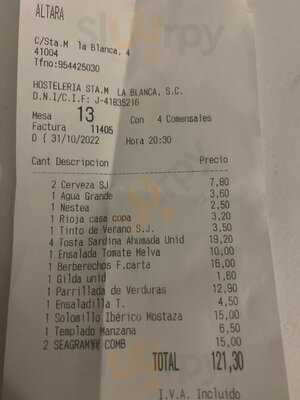 ALTARA
C/Sta.M la Blanca, 4
41004
Tfno:954425030
HOSTELERIA STA.M LA BLANCA, S.C.
D.N.I/C.I.F: J-41835216
Mesa 13 Con 4 Comensales
Factura 11405
D ( 31/10/2022 Hora 20:30
Cant Descripcion Precio
2 Cerveza SJ 7,80
1 Agua Grande 3,60
1 Nestea 2,50
1 Rioja casa copa 3,20
1 Tinto de Verano S.J. 3,50
4 Tosta Sardina Ahumada Unid 19,20
1 Ensalada Tomate Melva 10,00
1 Berberechos F.carta 16,00
1 Gilda unid 1,60
1 Parrillada de Verduras 12,90
1 Ensaladilla T. 4,50
1 Solomillo Ibérico Mostaza 15,00
1 Templado Manzana 6,50
2 SEAGRAM¥¥ COMB 15,00
TOTAL 121,30
I.V.A. Incluido